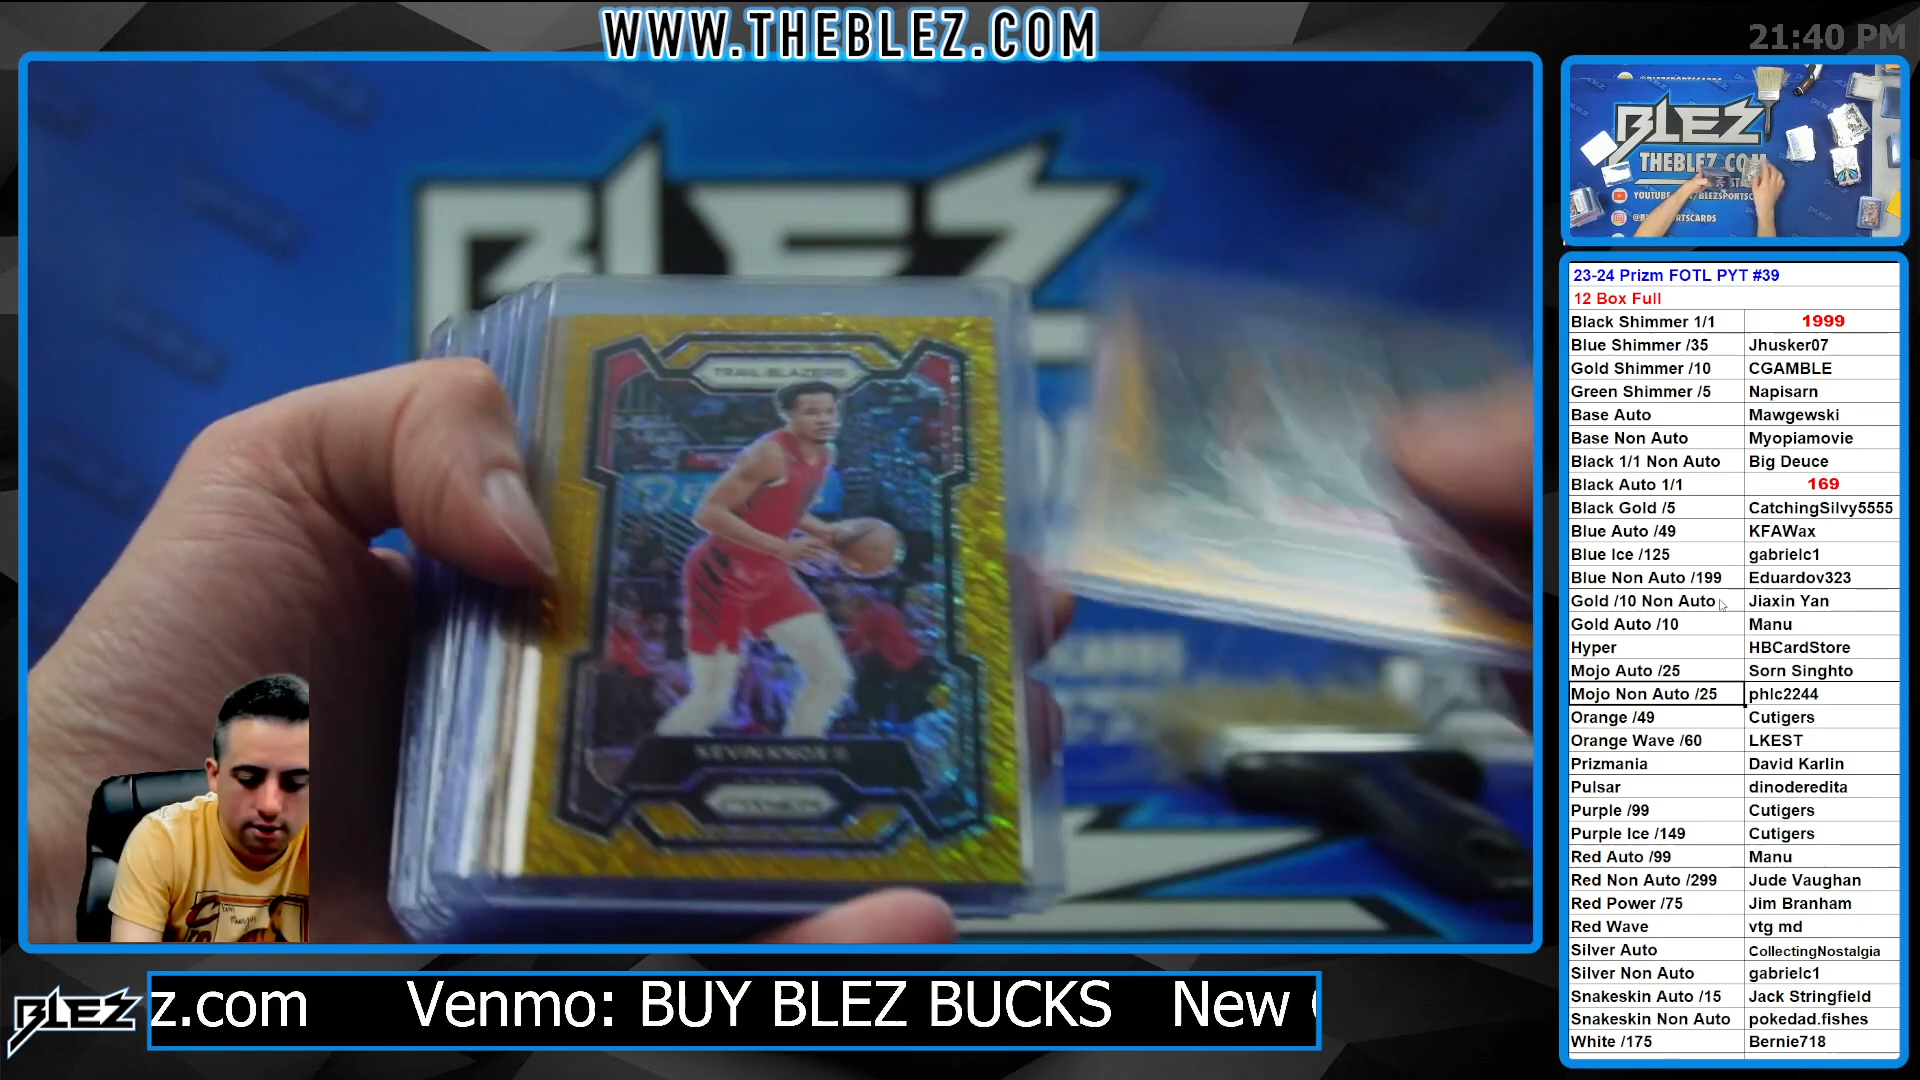 WWW.THEBLEZ.COM
21:40 PM
BLEZ
TRAIL BLAZERS
KEVIN KNOX II
PRIZM
BLEZ
THEBLEZ.COM
23-24 Prizm FOTL PYT #39
12 Box Full
Black Shimmer 1/1 1999
Blue Shimmer /35 Jhusker07
Gold Shimmer /10 CGAMBLE
Green Shimmer /5 Napisarn
Base Auto Mawgewski
Base Non Auto Myopiamovie
Black 1/1 Non Auto Big Deuce
Black Auto 1/1 169
Black Gold /5 CatchingSilvy5555
Blue Auto /49 KFAWax
Blue Ice /125 gabrielc1
Blue Non Auto /199 Eduardov323
Gold /10 Non Auto Jiaxin Yan
Gold Auto /10 Manu
Hyper HBCardStore
Mojo Auto /25 Sorn Singhto
Mojo Non Auto /25 phlc2244
Orange /49 Cutigers
Orange Wave /60 LKEST
Prizmania David Karlin
Pulsar dinoderedita
Purple /99 Cutigers
Purple Ice /149 Cutigers
Red Auto /99 Manu
Red Non Auto /299 Jude Vaughan
Red Power /75 Jim Branham
Red Wave vtg md
Silver Auto CollectingNostalgia
Silver Non Auto gabrielc1
Snakeskin Auto /15 Jack Stringfield
Snakeskin Non Auto pokedad.fishes
White /175 Bernie718
BLEZ
z.com Venmo: BUY BLEZ BUCKS New